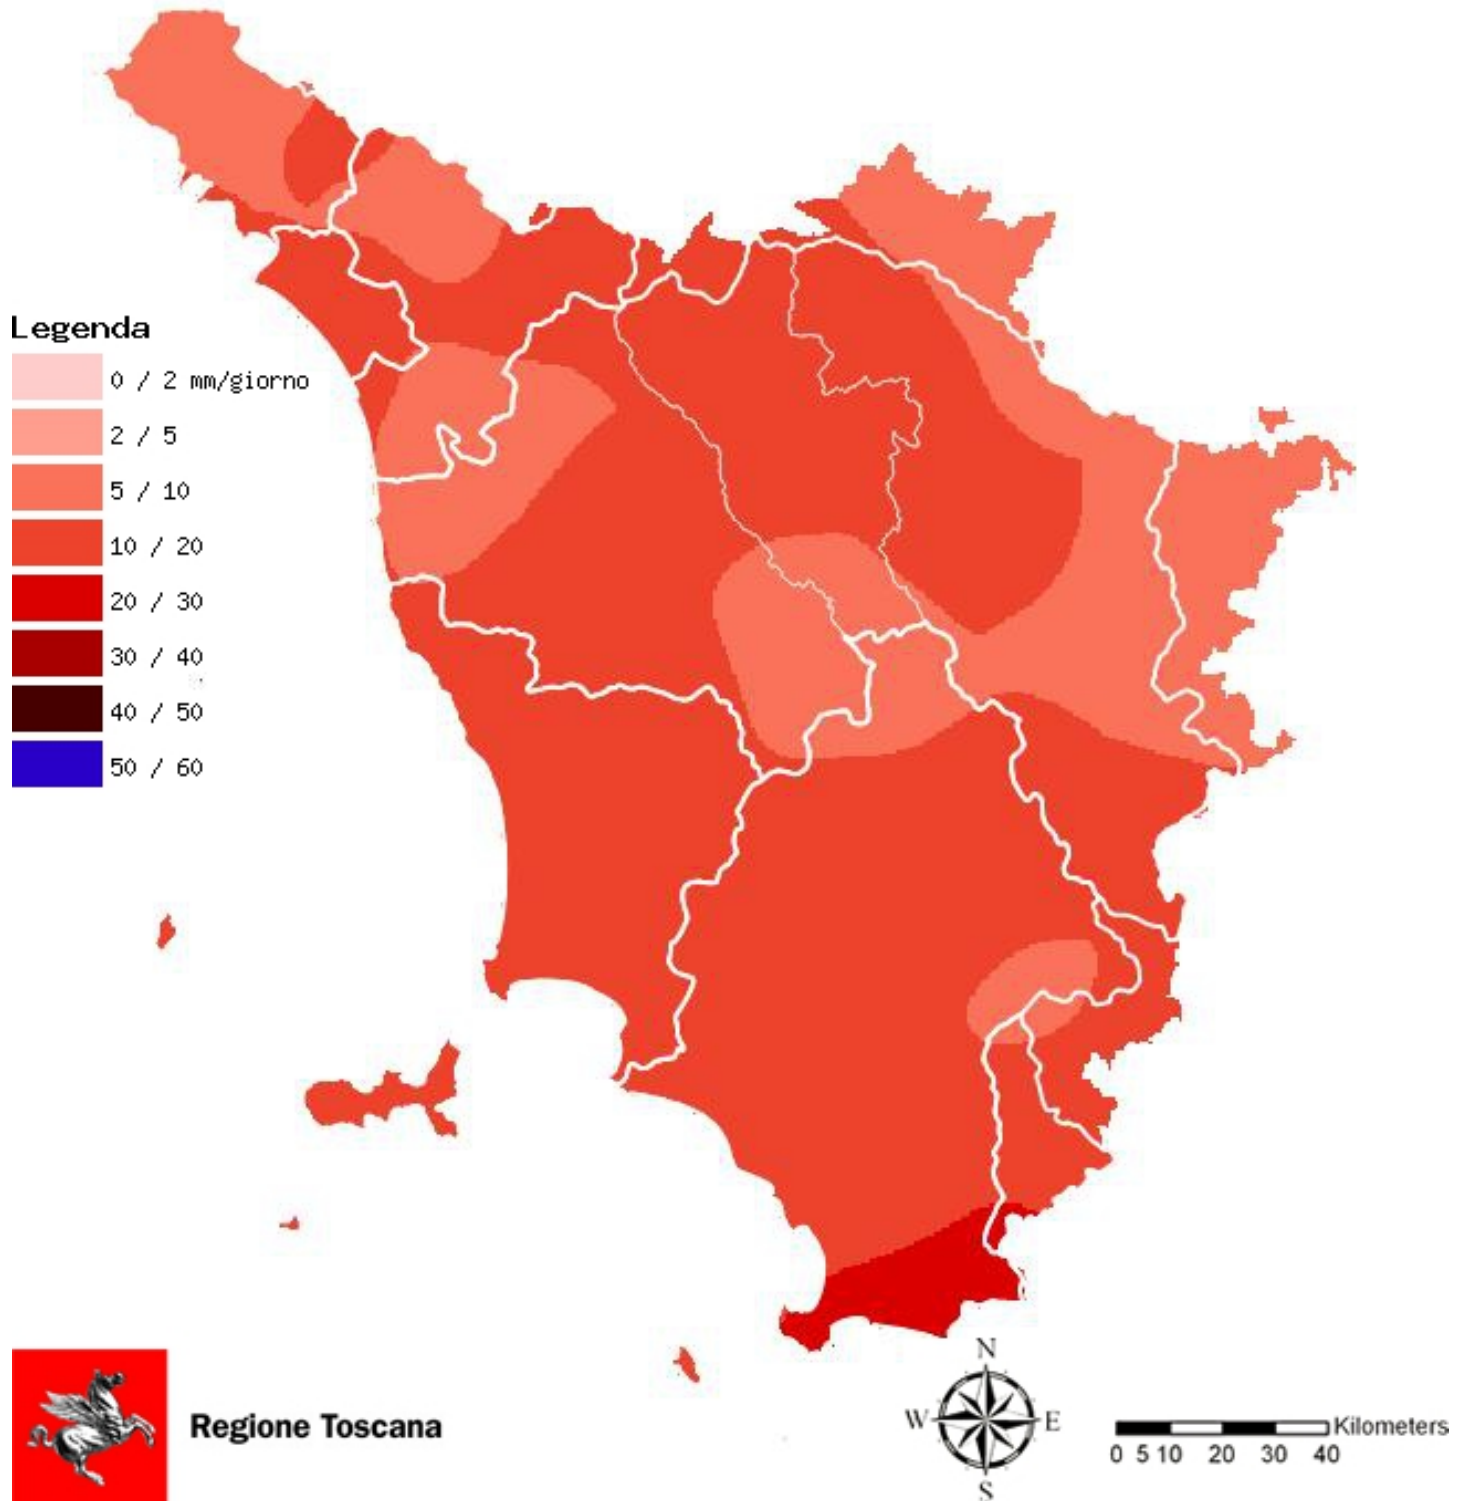 Legenda
0 / 2 mm/giorno
2 / 5
5 / 10
10 / 20
20 / 30
30 / 40
40 / 50
50 / 60
Regione Toscana
N
W E
S
Kilometers
0 5 10 20 30 40